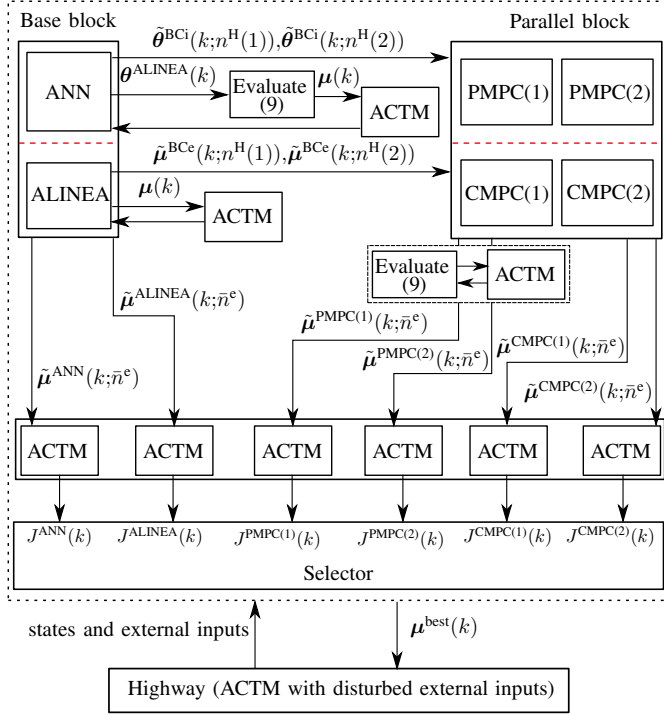 Base block
Parallel block
θ̃^BCi(k;n^H(1)),θ̃^BCi(k;n^H(2))
ANN
θ^ALINEA(k)
Evaluate
(9)
μ(k)
ACTM
PMPC(1)
PMPC(2)
μ̃^BCe(k;n^H(1)),μ̃^BCe(k;n^H(2))
ALINEA
μ(k)
ACTM
CMPC(1)
CMPC(2)
Evaluate
(9)
ACTM
μ̃^ALINEA(k;n̄^e)
μ̃^PMPC(1)(k;n̄^e)
μ̃^PMPC(2)(k;n̄^e)
μ̃^CMPC(1)(k;n̄^e)
μ̃^ANN(k;n̄^e)
μ̃^CMPC(2)(k;n̄^e)
ACTM ACTM ACTM ACTM ACTM ACTM
J^ANN(k) J^ALINEA(k) J^PMPC(1)(k) J^PMPC(2)(k) J^CMPC(1)(k) J^CMPC(2)(k)
Selector
states and external inputs
μ^best(k)
Highway (ACTM with disturbed external inputs)